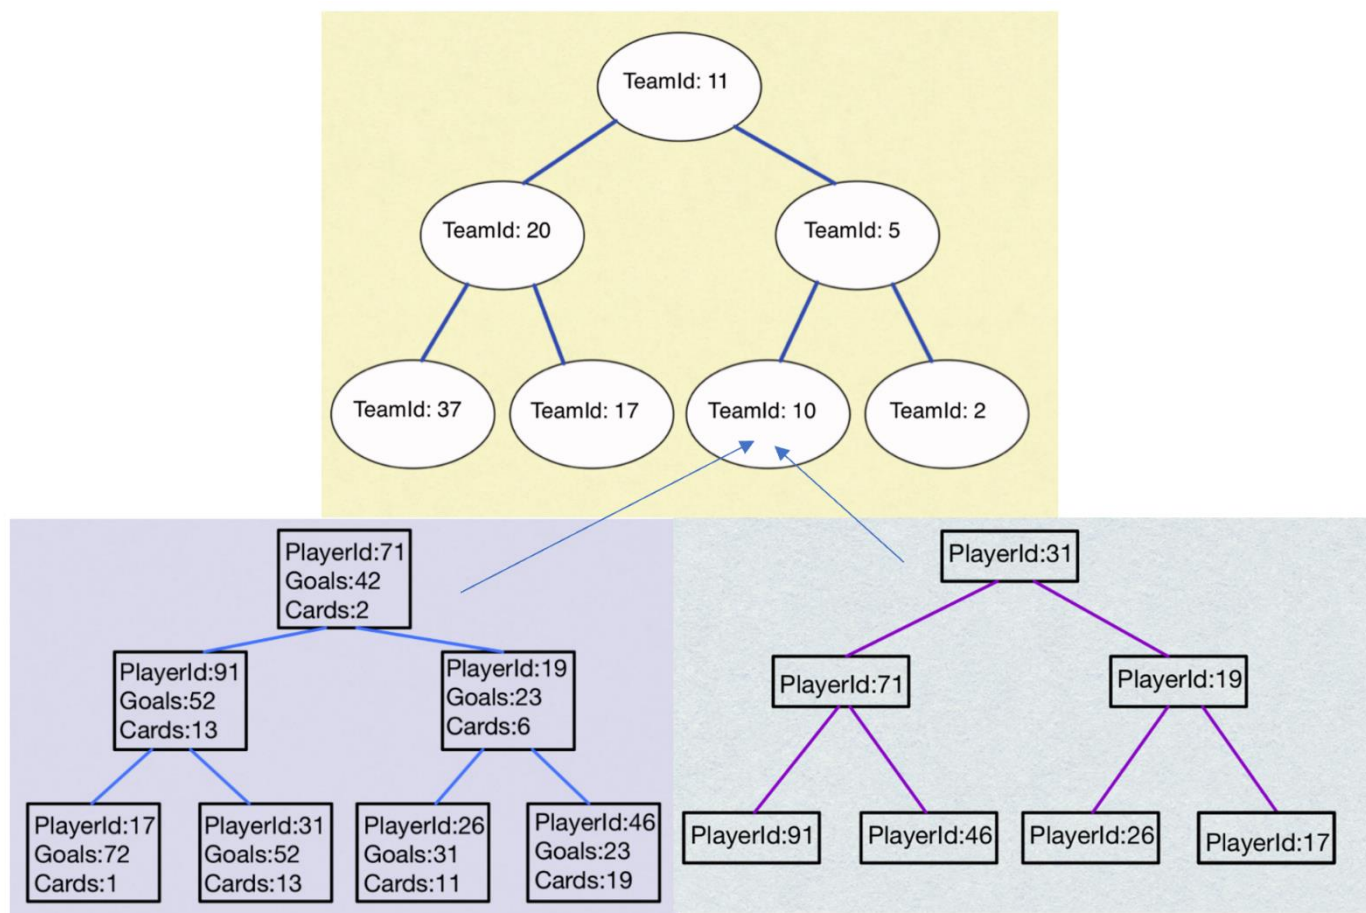 TeamId: 11
TeamId: 20
TeamId: 5
TeamId: 37
TeamId: 17
TeamId: 10
TeamId: 2
PlayerId:71
Goals:42
Cards:2
PlayerId:91
Goals:52
Cards:13
PlayerId:19
Goals:23
Cards:6
PlayerId:17
Goals:72
Cards:1
PlayerId:31
Goals:52
Cards:13
PlayerId:26
Goals:31
Cards:11
PlayerId:46
Goals:23
Cards:19
PlayerId:31
PlayerId:71
PlayerId:19
PlayerId:91
PlayerId:46
PlayerId:26
PlayerId:17